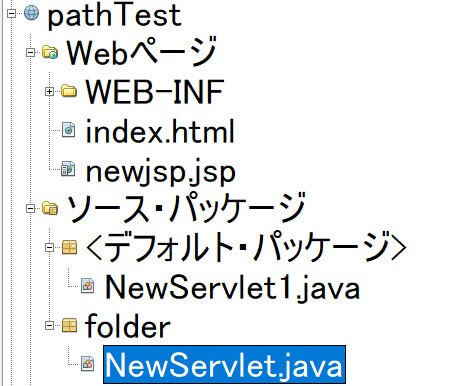 pathTest
Webページ
WEB-INF
index.html
newjsp.jsp
ソース・パッケージ
<デフォルト・パッケージ>
NewServlet1.java
folder
NewServlet.java